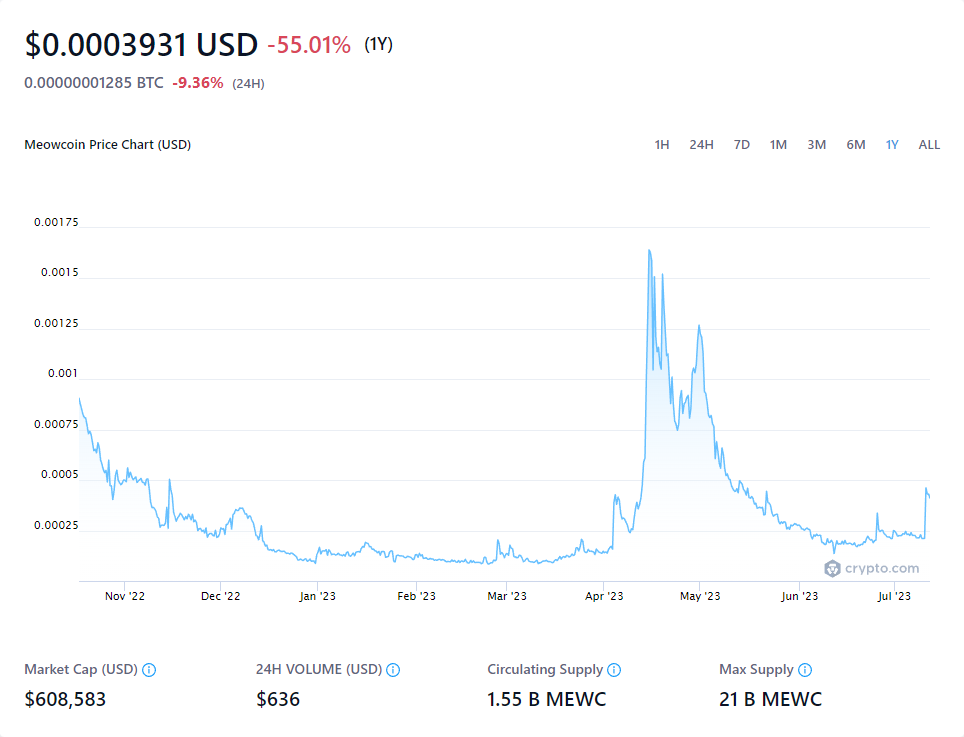 $0.0003931 USD -55.01% (1Y)
0.00000001285 BTC -9.36% (24H)
Meowcoin Price Chart (USD) 1H 24H 7D 1M 3M 6M 1Y ALL
0.00175
0.0015
0.00125
0.001
0.00075
0.0005
0.00025
crypto.com
Nov '22 Dec '22 Jan '23 Feb '23 Mar '23 Apr '23 May '23 Jun '23 Jul '23
Market Cap (USD) 24H VOLUME (USD) Circulating Supply Max Supply
$608,583 $636 1.55 B MEWC 21 B MEWC